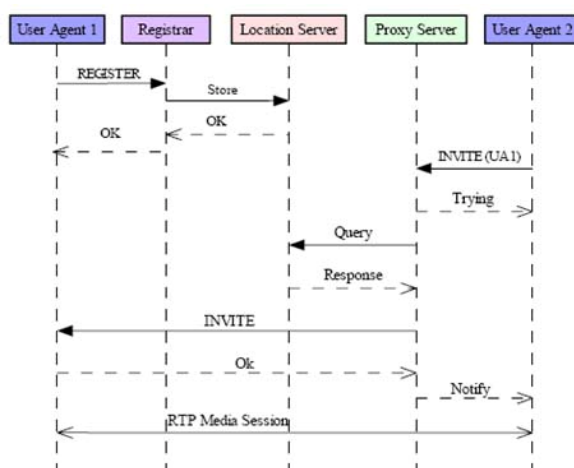 User Agent 1
Registrar
Location Server
Proxy Server
User Agent 2
REGISTER
Store
OK
OK
INVITE (UA1)
Trying
Query
Response
INVITE
Ok
Notify
RTP Media Session